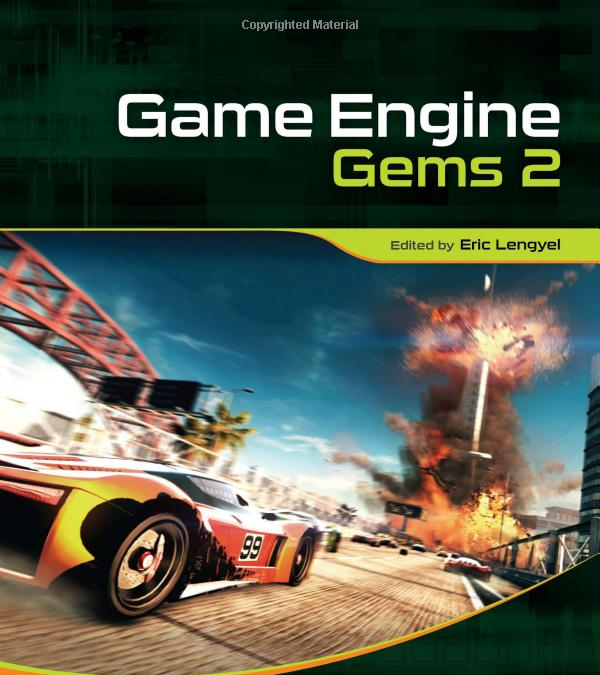 Copyrighted Material
Game Engine
Gems 2
Edited by Eric Lengyel
99